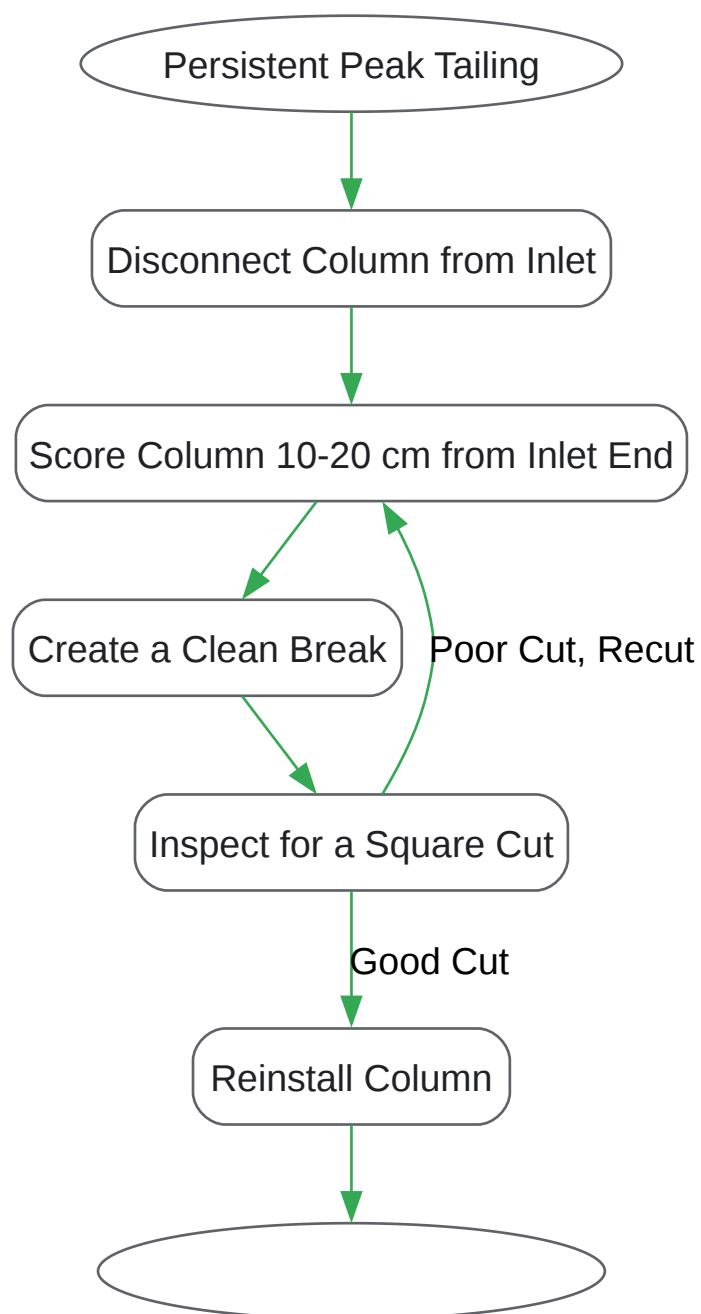 Persistent Peak Tailing
Disconnect Column from Inlet
Score Column 10-20 cm from Inlet End
Create a Clean Break
Poor Cut, Recut
Inspect for a Square Cut
Good Cut
Reinstall Column